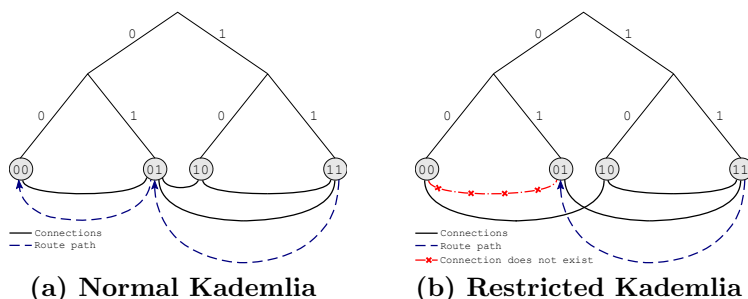 0 1
0 1 0 1
00 01 10 11
Connections
Route path
(a) Normal Kademlia
0 1
0 1 0 1
00 01 10 11
Connections
Route path
Connection does not exist
(b) Restricted Kademlia